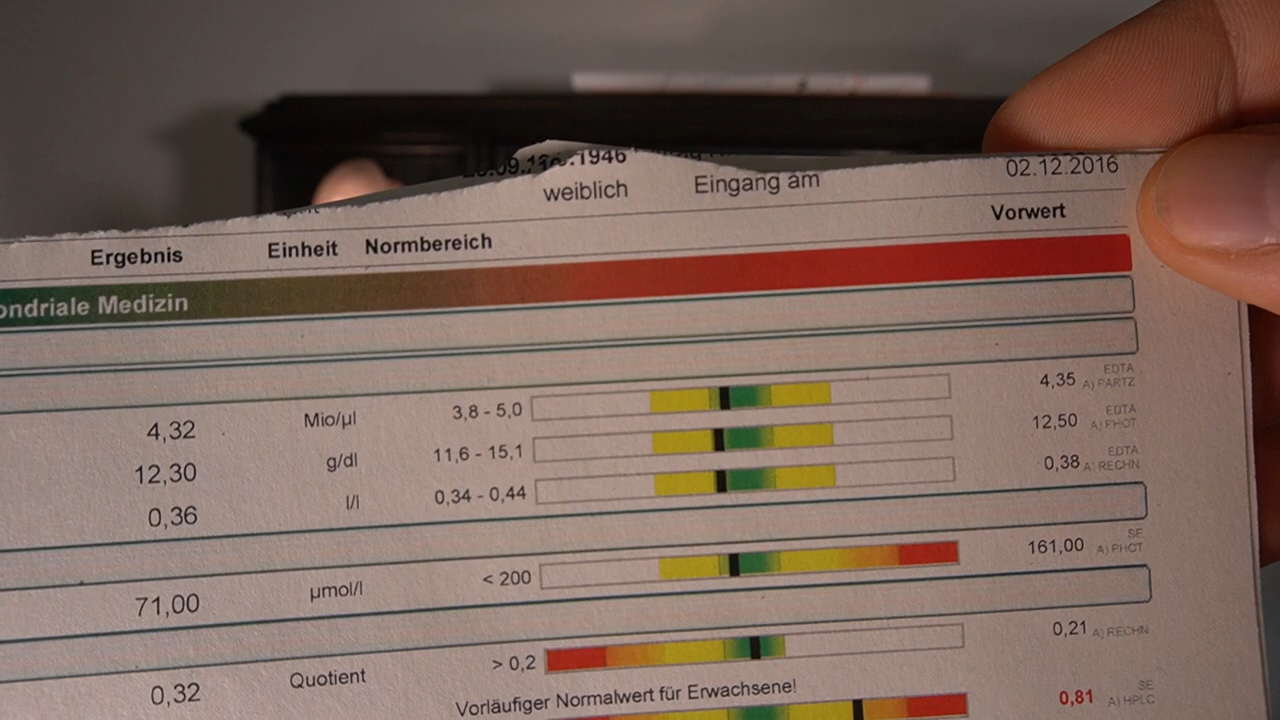 .1946
weiblich Eingang am 02.12.2016
Ergebnis Einheit Normbereich Vorwert
ondriale Medizin
4,32 Mio/µl 3,8 - 5,0 4,35 EDTA A) PARTZ
12,30 g/dl 11,6 - 15,1 12,50 EDTA A) PHOT
0,36 l/l 0,34 - 0,44 0,38 EDTA A) RECHN
71,00 µmol/l < 200 161,00 SE A) PHOT
0,32 Quotient > 0,2 0,21 A) RECHN
Vorläufiger Normalwert für Erwachsene!
0,81 SE A) HPLC